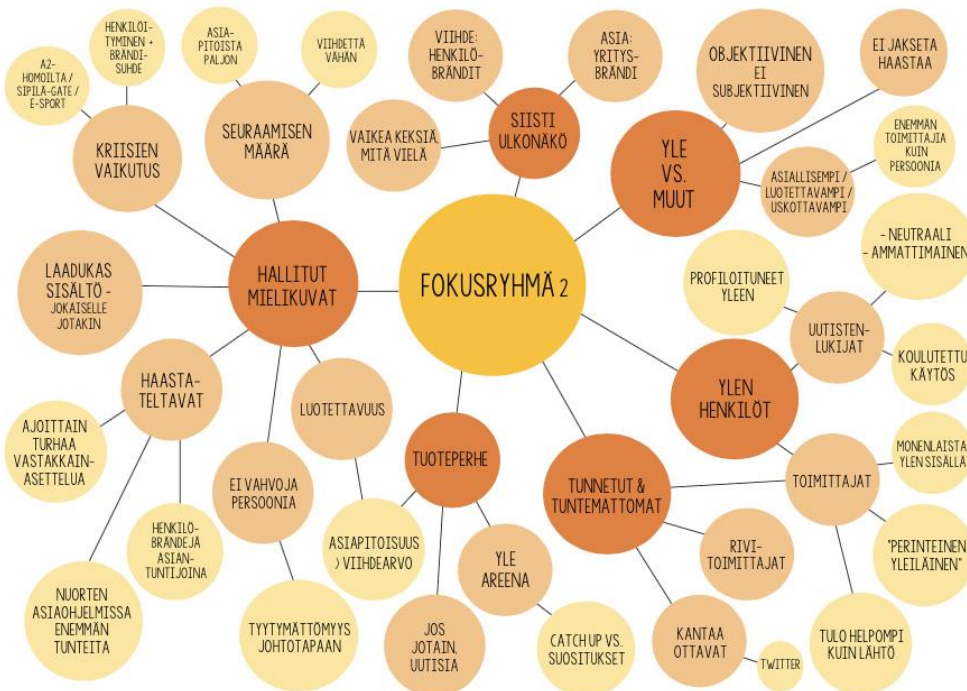 A2-
HOMOILTA /
SIPILÄ-GATE /
E-SPORT
HENKILÖI-
TYMINEN +
BRÄNDI-
SUHDE
KRIISIEN
VAIKUTUS
ASIA-
PITOISTA
PALJON
VIIHDETTÄ
VÄHÄN
SEURAAMISEN
MÄÄRÄ
VIIHDE:
HENKILÖ-
BRÄNDIT
ASIA:
YRITYS-
BRÄNDI
VAIKEA KEKSIÄ,
MITÄ VIELÄ
SIISTI
ULKONÄKÖ
OBJEKTIIVINEN
EI
SUBJEKTIIVINEN
EI JAKSETA
HAASTAA
YLE
VS.
MUUT
ASIALLISEMPI /
LUOTETTAVAMPI /
USKOTTAVAMPI
ENEMMÄN
TOIMITTAJIA
KUIN
PERSOONIA
LAADUKAS
SISÄLTÖ -
JOKAISELLE
JOTAKIN
HALLITUT
MIELIKUVAT
FOKUSRYHMÄ 2
PROFILOITUNEET
YLEEN
- NEUTRAALI
- AMMATTIMAINEN
UUTISTEN-
LUKIJAT
KOULUTETTU
KÄYTÖS
YLEN
HENKILÖT
HAASTA-
TELTAVAT
AJOITTAIN
TURHAA
VASTAKKAIN-
ASETTELUA
HENKILÖ-
BRÄNDEJÄ
ASIAN-
TUNTIJOINA
NUORTEN
ASIAOHJELMISSA
ENEMMÄN
TUNTEITA
EI VAHVOJA
PERSOONIA
TYYTYMÄTTÖMYYS
JOHTOTAPAAN
LUOTETTAVUUS
ASIAPITOISUUS
> VIIHDEARVO
TUOTEPERHE
JOS
JOTAIN,
UUTISIA
YLE
AREENA
CATCH UP VS.
SUOSITUKSET
TUNNETUT &
TUNTEMATTOMAT
RIVI-
TOIMITTAJAT
KANTAA
OTTAVAT
TWITTER
TOIMITTAJAT
MONENLAISTA
YLEN SISÄLLÄ
"PERINTEINEN
YLEILÄINEN"
TULO HELPOMPI
KUIN LÄHTÖ